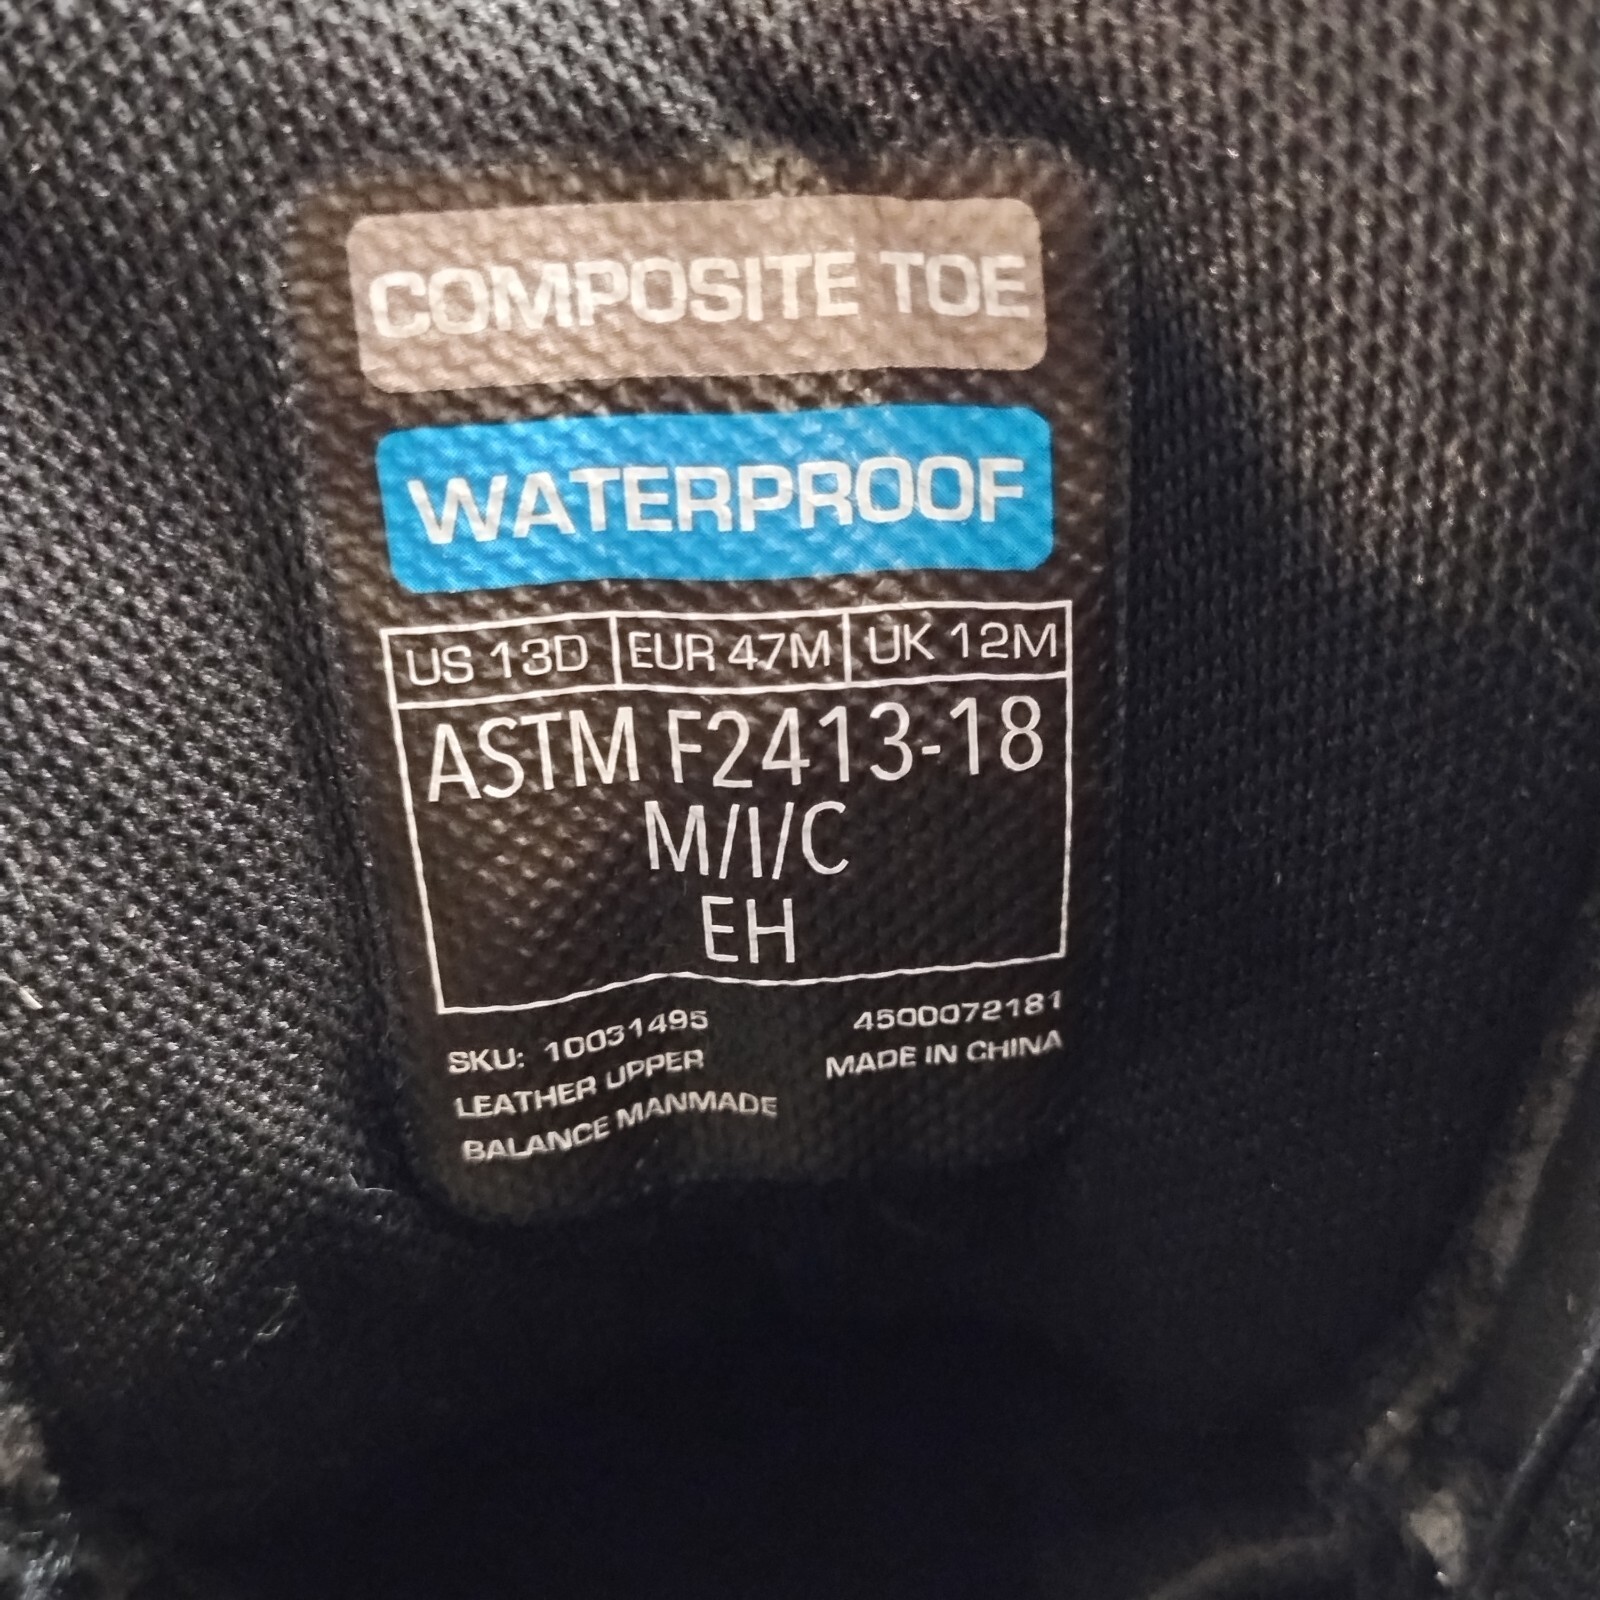 COMPOSITE TOE
WATERPROOF
US 13D EUR 47M UK 12M
ASTM F2413-18
M/I/C
EH
SKU: 10031495 4500072181
LEATHER UPPER MADE IN CHINA
BALANCE MANMADE